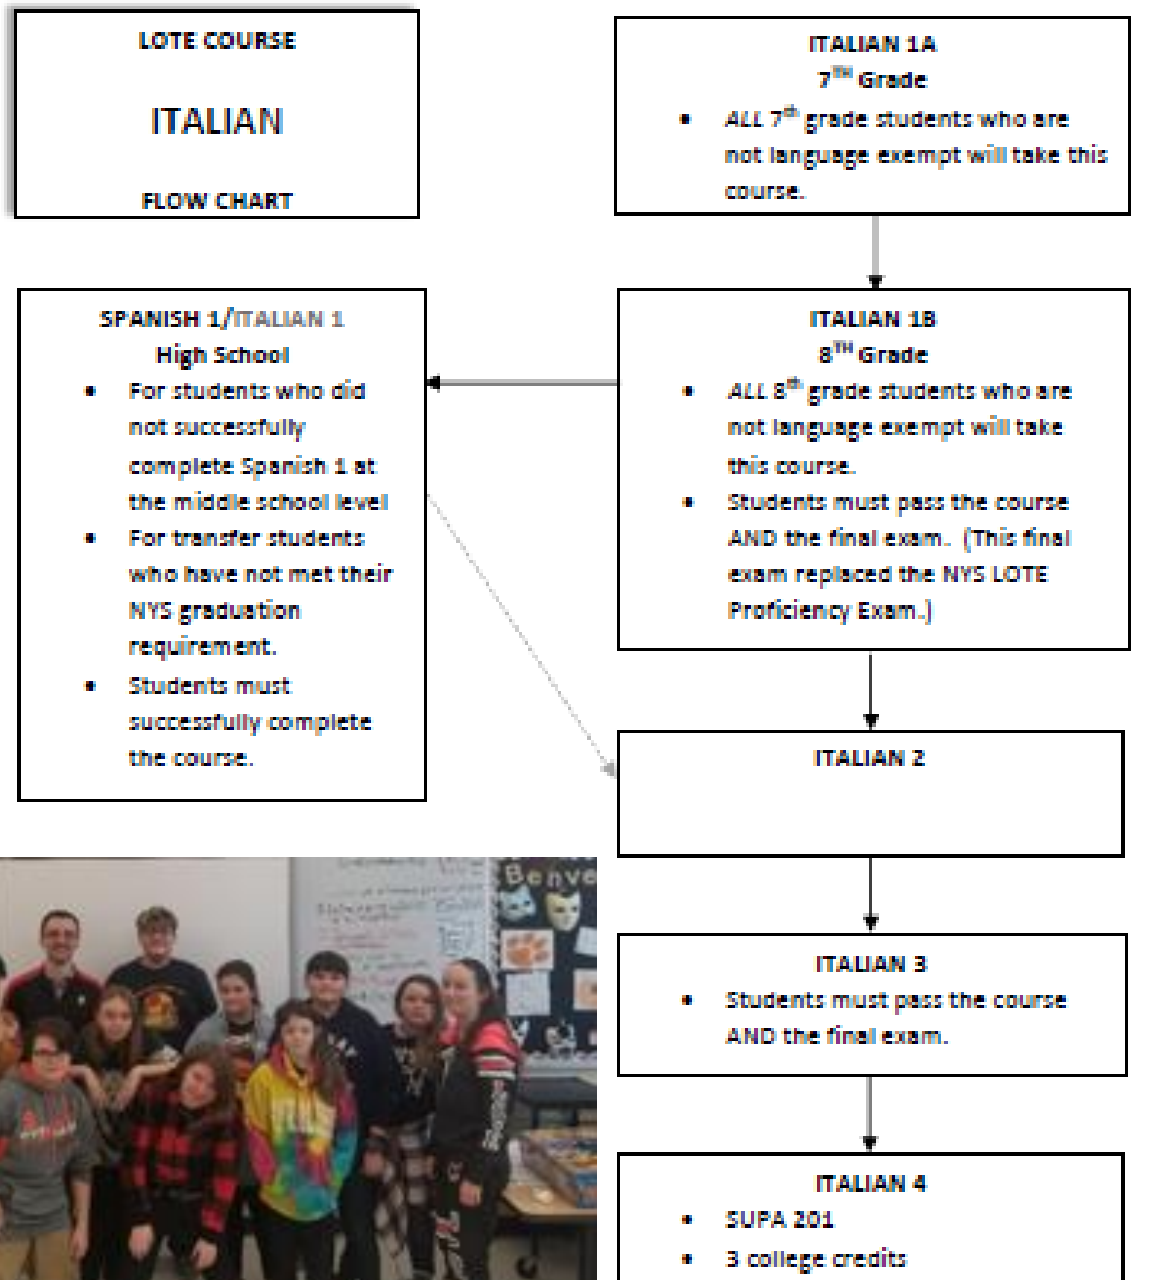 LOTE COURSE
ITALIAN
FLOW CHART
ITALIAN 1A
7TH Grade
• ALL 7th grade students who are
not language exempt will take this
course.
SPANISH 1/ITALIAN 1
High School
• For students who did
not successfully
complete Spanish 1 at
the middle school level
• For transfer students
who have not met their
NYS graduation
requirement.
• Students must
successfully complete
the course.
ITALIAN 1B
8TH Grade
• ALL 8th grade students who are
not language exempt will take
this course.
• Students must pass the course
AND the final exam. (This final
exam replaced the NYS LOTE
Proficiency Exam.)
ITALIAN 2
ITALIAN 3
• Students must pass the course
AND the final exam.
ITALIAN 4
• SUPA 201
• 3 college credits
Benve